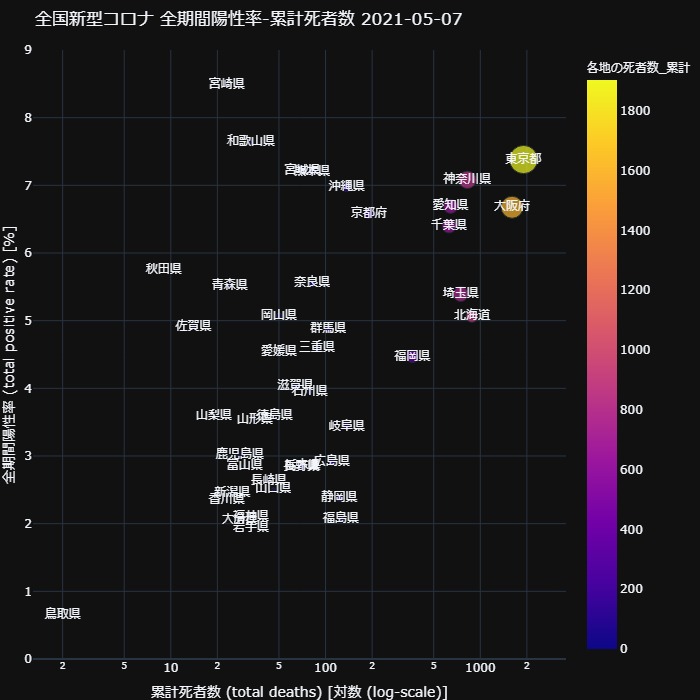 全国新型コロナ 全期間陽性率-累計死者数 2021-05-07
各地の死者数_累計
9
宮崎県
8
和歌山県
東京都
沖縄県
神奈川県
7
京都府
愛知県
大阪府
千葉県
6
秋田県
青森県
奈良県
埼玉県
佐賀県
岡山県
北海道
5
群馬県
愛媛県
三重県
福岡県
滋賀県
石川県
4
山梨県
山形県
徳島県
岐阜県
3
鹿児島県
富山県
広島県
長崎県
山口県
新潟県
香川県
静岡県
2
福井県
岩手県
福島県
1
鳥取県
0
1800
1600
1400
1200
1000
800
600
400
200
0
2 5 10 2 5 100 2 5 1000 2
全期間陽性率 (total positive rate) [%]
累計死者数 (total deaths) [対数 (log-scale)]